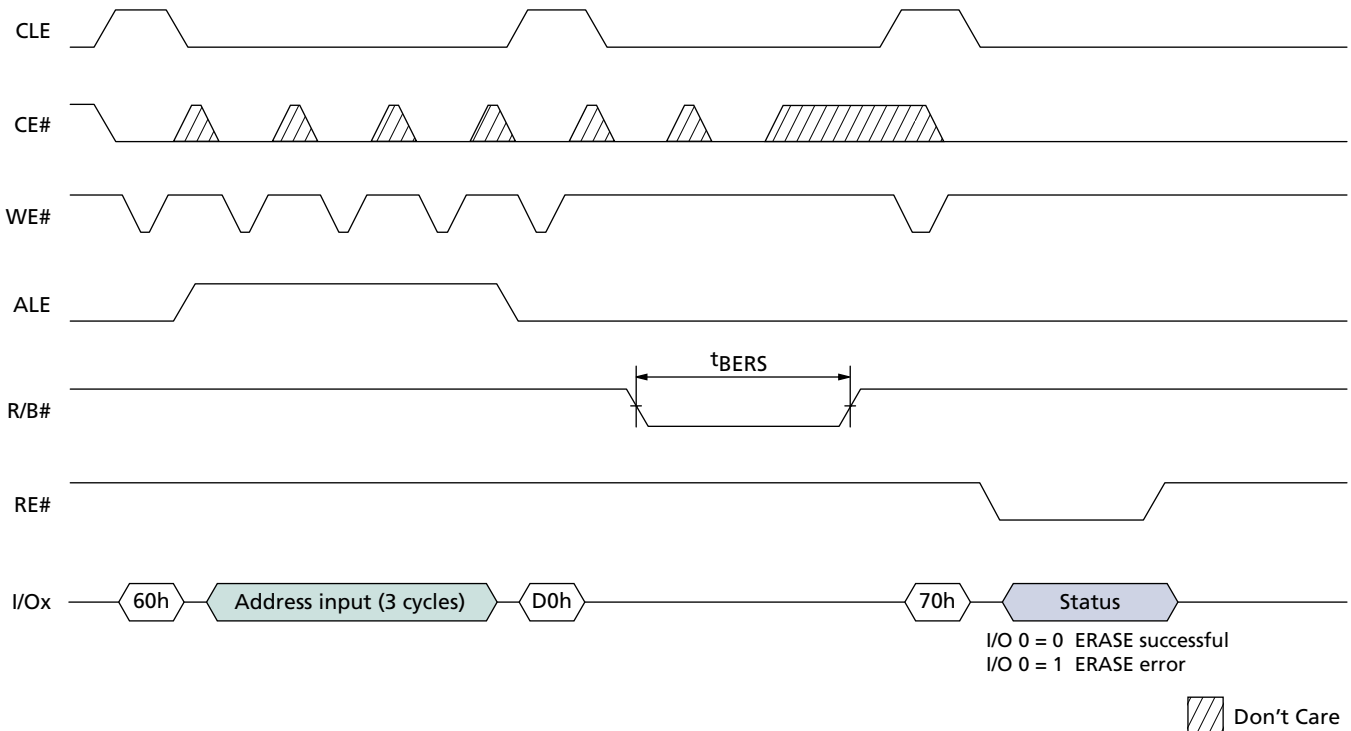 CLE
CE#
WE#
ALE
tBERS
R/B#
RE#
I/Ox
60h
Address input (3 cycles)
D0h
70h
Status
I/O 0 = 0 ERASE successful
I/O 0 = 1 ERASE error
Don't Care